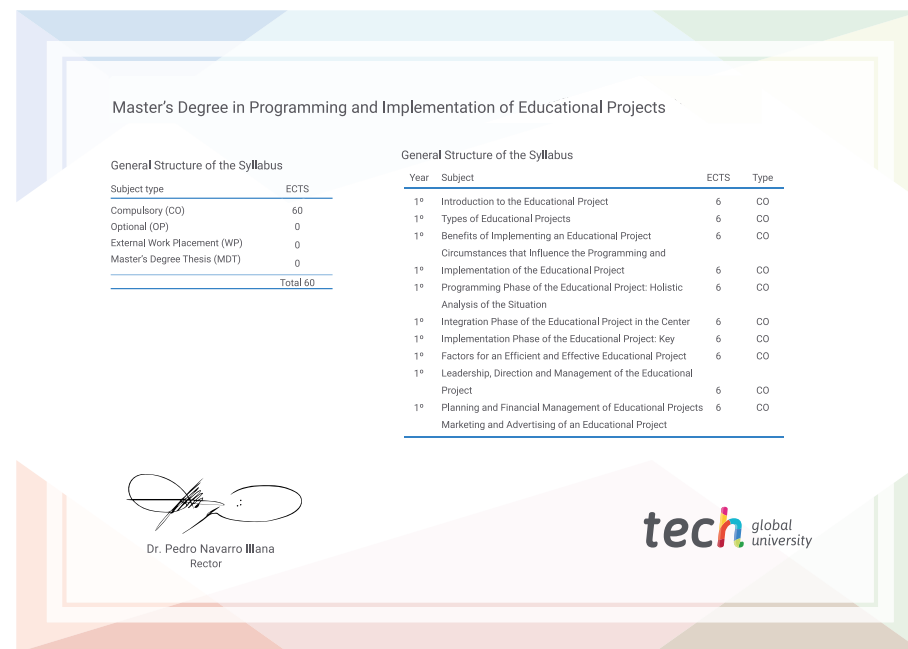 Master's Degree in Programming and Implementation of Educational Projects
General Structure of the Syllabus
Subject type ECTS
Compulsory (CO) 60
Optional (OP) 0
External Work Placement (WP) 0
Master's Degree Thesis (MDT) 0
Total 60
General Structure of the Syllabus
Year Subject ECTS Type
1º Introduction to the Educational Project 6 CO
1º Types of Educational Projects 6 CO
1º Benefits of Implementing an Educational Project 6 CO
Circumstances that Influence the Programming and
1º Implementation of the Educational Project 6 CO
1º Programming Phase of the Educational Project: Holistic 6 CO
Analysis of the Situation
1º Integration Phase of the Educational Project in the Center 6 CO
1º Implementation Phase of the Educational Project: Key 6 CO
1º Factors for an Efficient and Effective Educational Project 6 CO
1º Leadership, Direction and Management of the Educational
Project 6 CO
1º Planning and Financial Management of Educational Projects 6 CO
Marketing and Advertising of an Educational Project
Dr. Pedro Navarro Illana
Rector
tech global
university